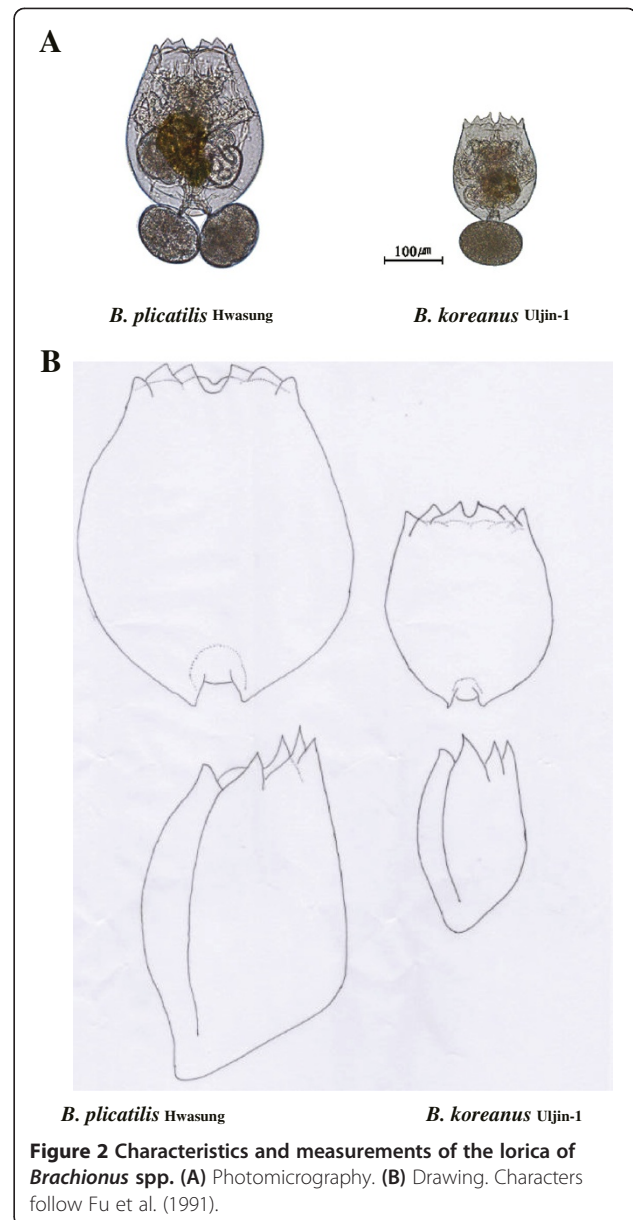 A
100㎛
B. plicatilis Hwasung B. koreanus Uljin-1
B
B. plicatilis Hwasung B. koreanus Uljin-1
Figure 2 Characteristics and measurements of the lorica of
Brachionus spp. (A) Photomicrography. (B) Drawing. Characters
follow Fu et al. (1991).